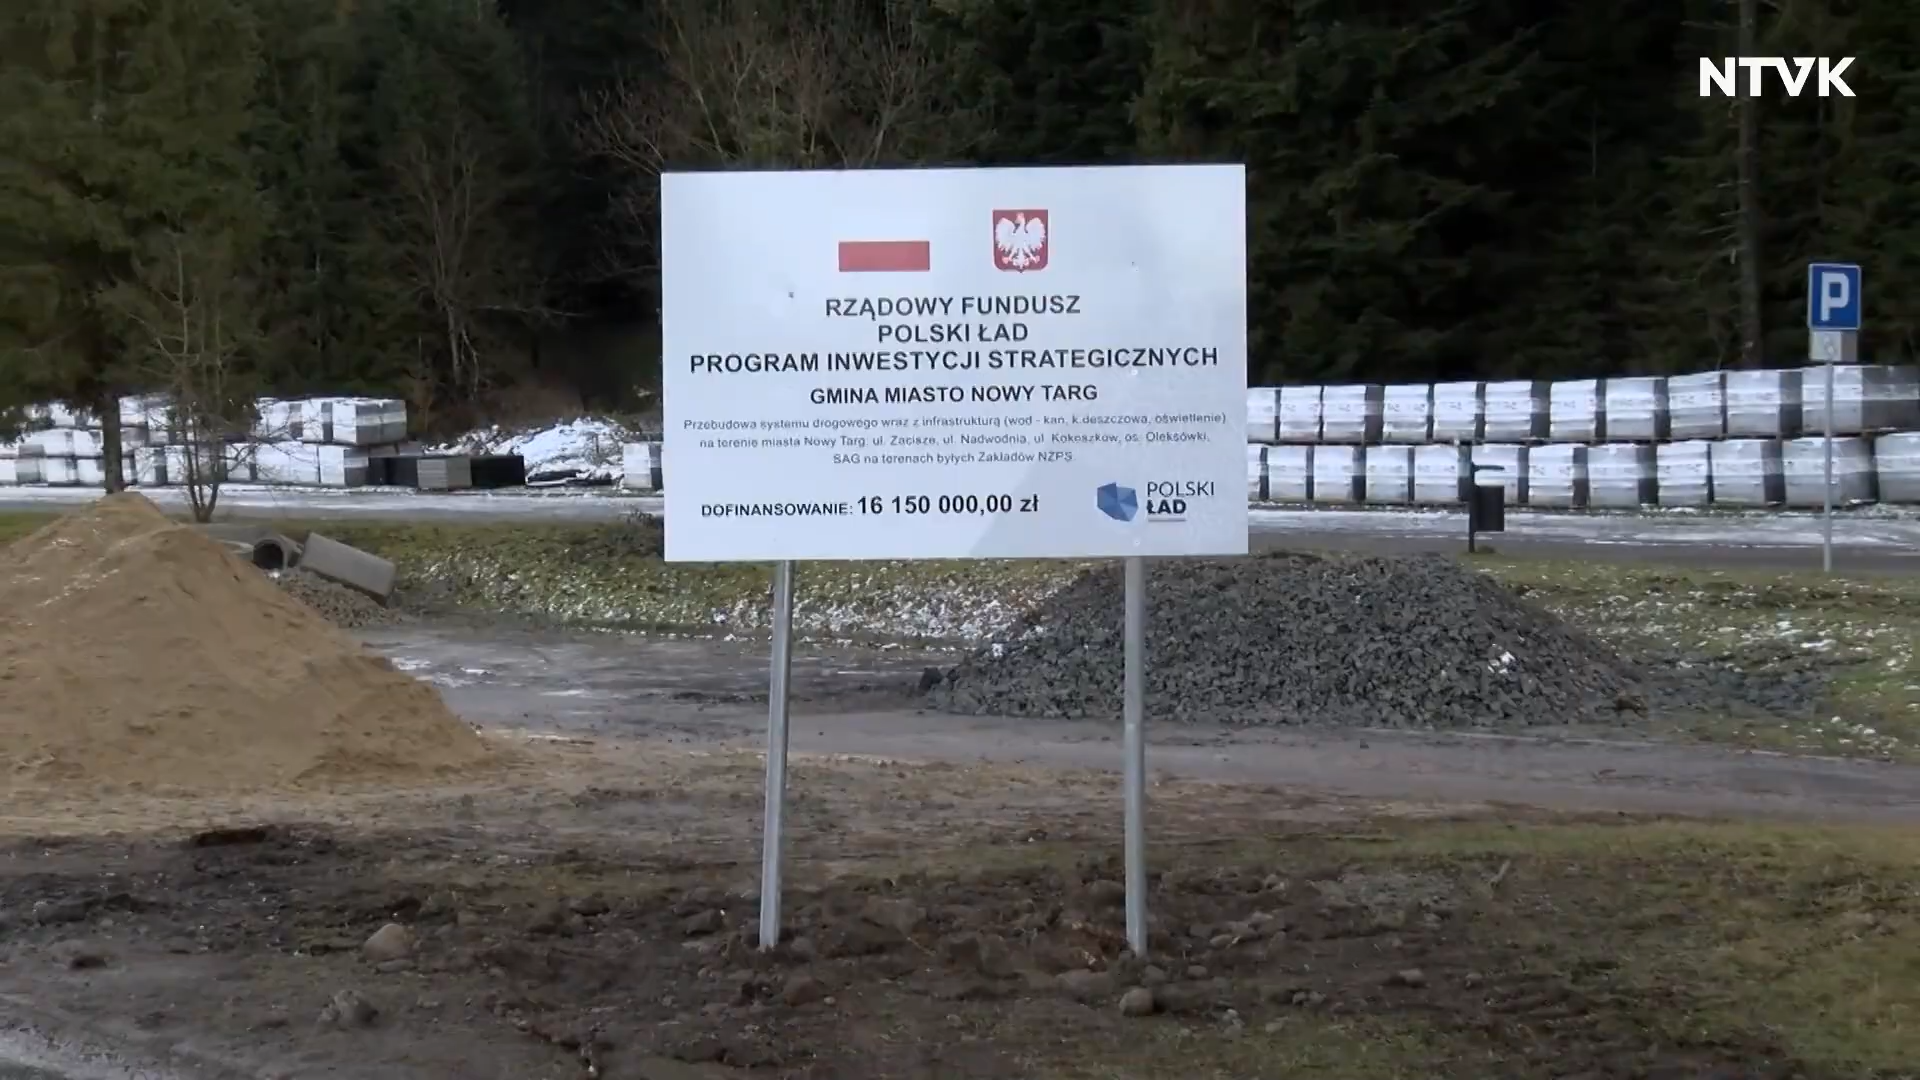 NTVK
RZĄDOWY FUNDUSZ
POLSKI ŁAD
PROGRAM INWESTYCJI STRATEGICZNYCH
GMINA MIASTO NOWY TARG
Przebudowa systemu drogowego wraz z infrastrukturą (wod - kan, k.deszczowa, oświetlenie)
na terenie miasta Nowy Targ: ul. Zacisze, ul. Nadwodnia, ul. Kokoszków, os. Oleksówki,
SAG na terenach byłych Zakładów NZPS.
DOFINANSOWANIE: 16 150 000,00 zł
POLSKI
ŁAD
P